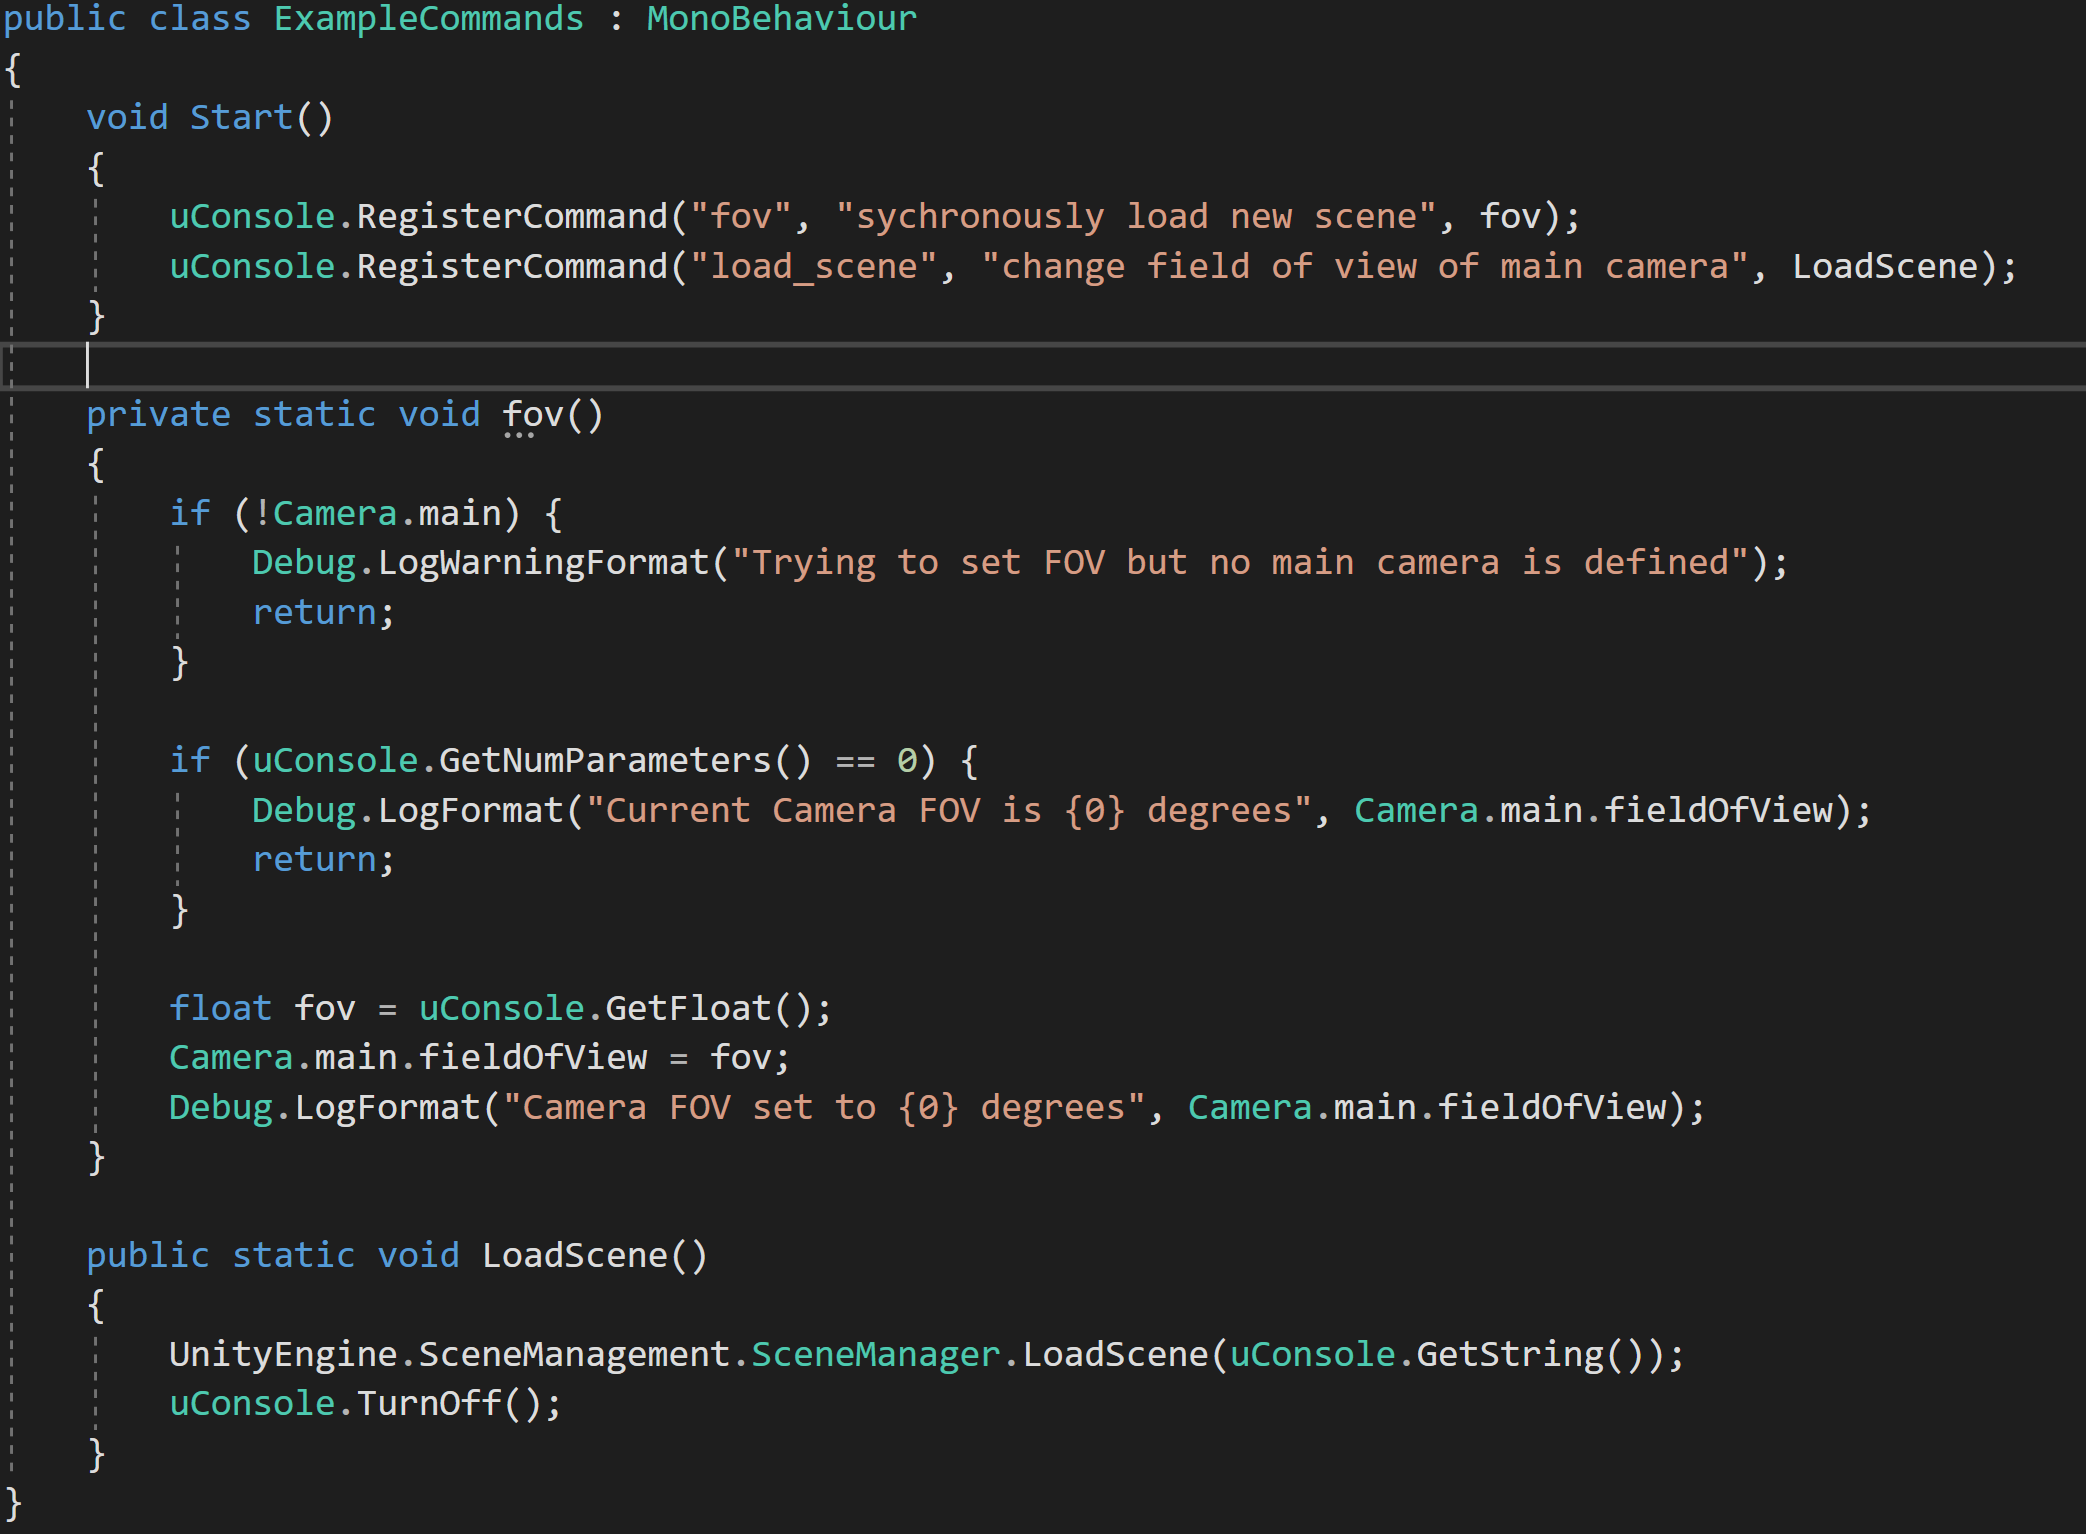 public class ExampleCommands : MonoBehaviour
{
    void Start()
    {
        uConsole.RegisterCommand("fov", "sychronously load new scene", fov);
        uConsole.RegisterCommand("load_scene", "change field of view of main camera", LoadScene);
    }

    private static void fov()
    {
        if (!Camera.main) {
            Debug.LogWarningFormat("Trying to set FOV but no main camera is defined");
            return;
        }

        if (uConsole.GetNumParameters() == 0) {
            Debug.LogFormat("Current Camera FOV is {0} degrees", Camera.main.fieldOfView);
            return;
        }

        float fov = uConsole.GetFloat();
        Camera.main.fieldOfView = fov;
        Debug.LogFormat("Camera FOV set to {0} degrees", Camera.main.fieldOfView);
    }

    public static void LoadScene()
    {
        UnityEngine.SceneManagement.SceneManager.LoadScene(uConsole.GetString());
        uConsole.TurnOff();
    }
}